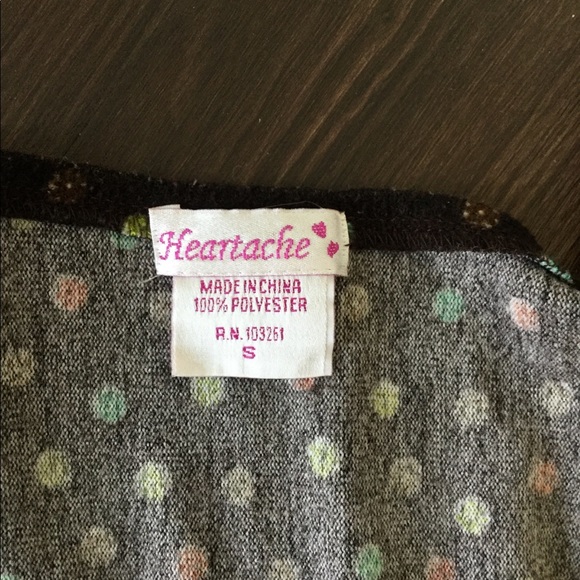 Heartache
MADE IN CHINA
100% POLYESTER
R.N. 103261
S